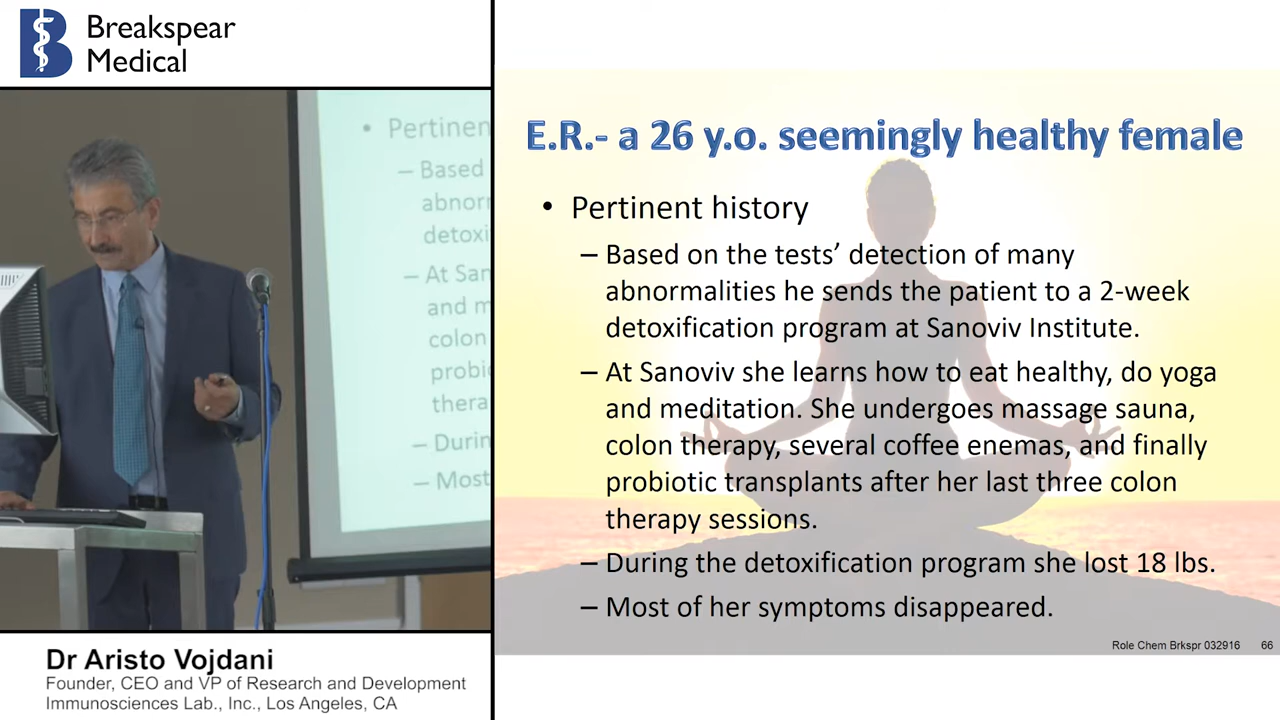 Breakspear
Medical
• Pertinen
– Based
abnorr
detoxi
– At San
and m
colon
probi
thera
– Durin
– Most
Dr Aristo Vojdani
Founder, CEO and VP of Research and Development
Immunosciences Lab., Inc., Los Angeles, CA
E.R.- a 26 y.o. seemingly healthy female
• Pertinent history
– Based on the tests’ detection of many
abnormalities he sends the patient to a 2-week
detoxification program at Sanoviv Institute.
– At Sanoviv she learns how to eat healthy, do yoga
and meditation. She undergoes massage sauna,
colon therapy, several coffee enemas, and finally
probiotic transplants after her last three colon
therapy sessions.
– During the detoxification program she lost 18 lbs.
– Most of her symptoms disappeared.
Role Chem Brkspr 032916 66